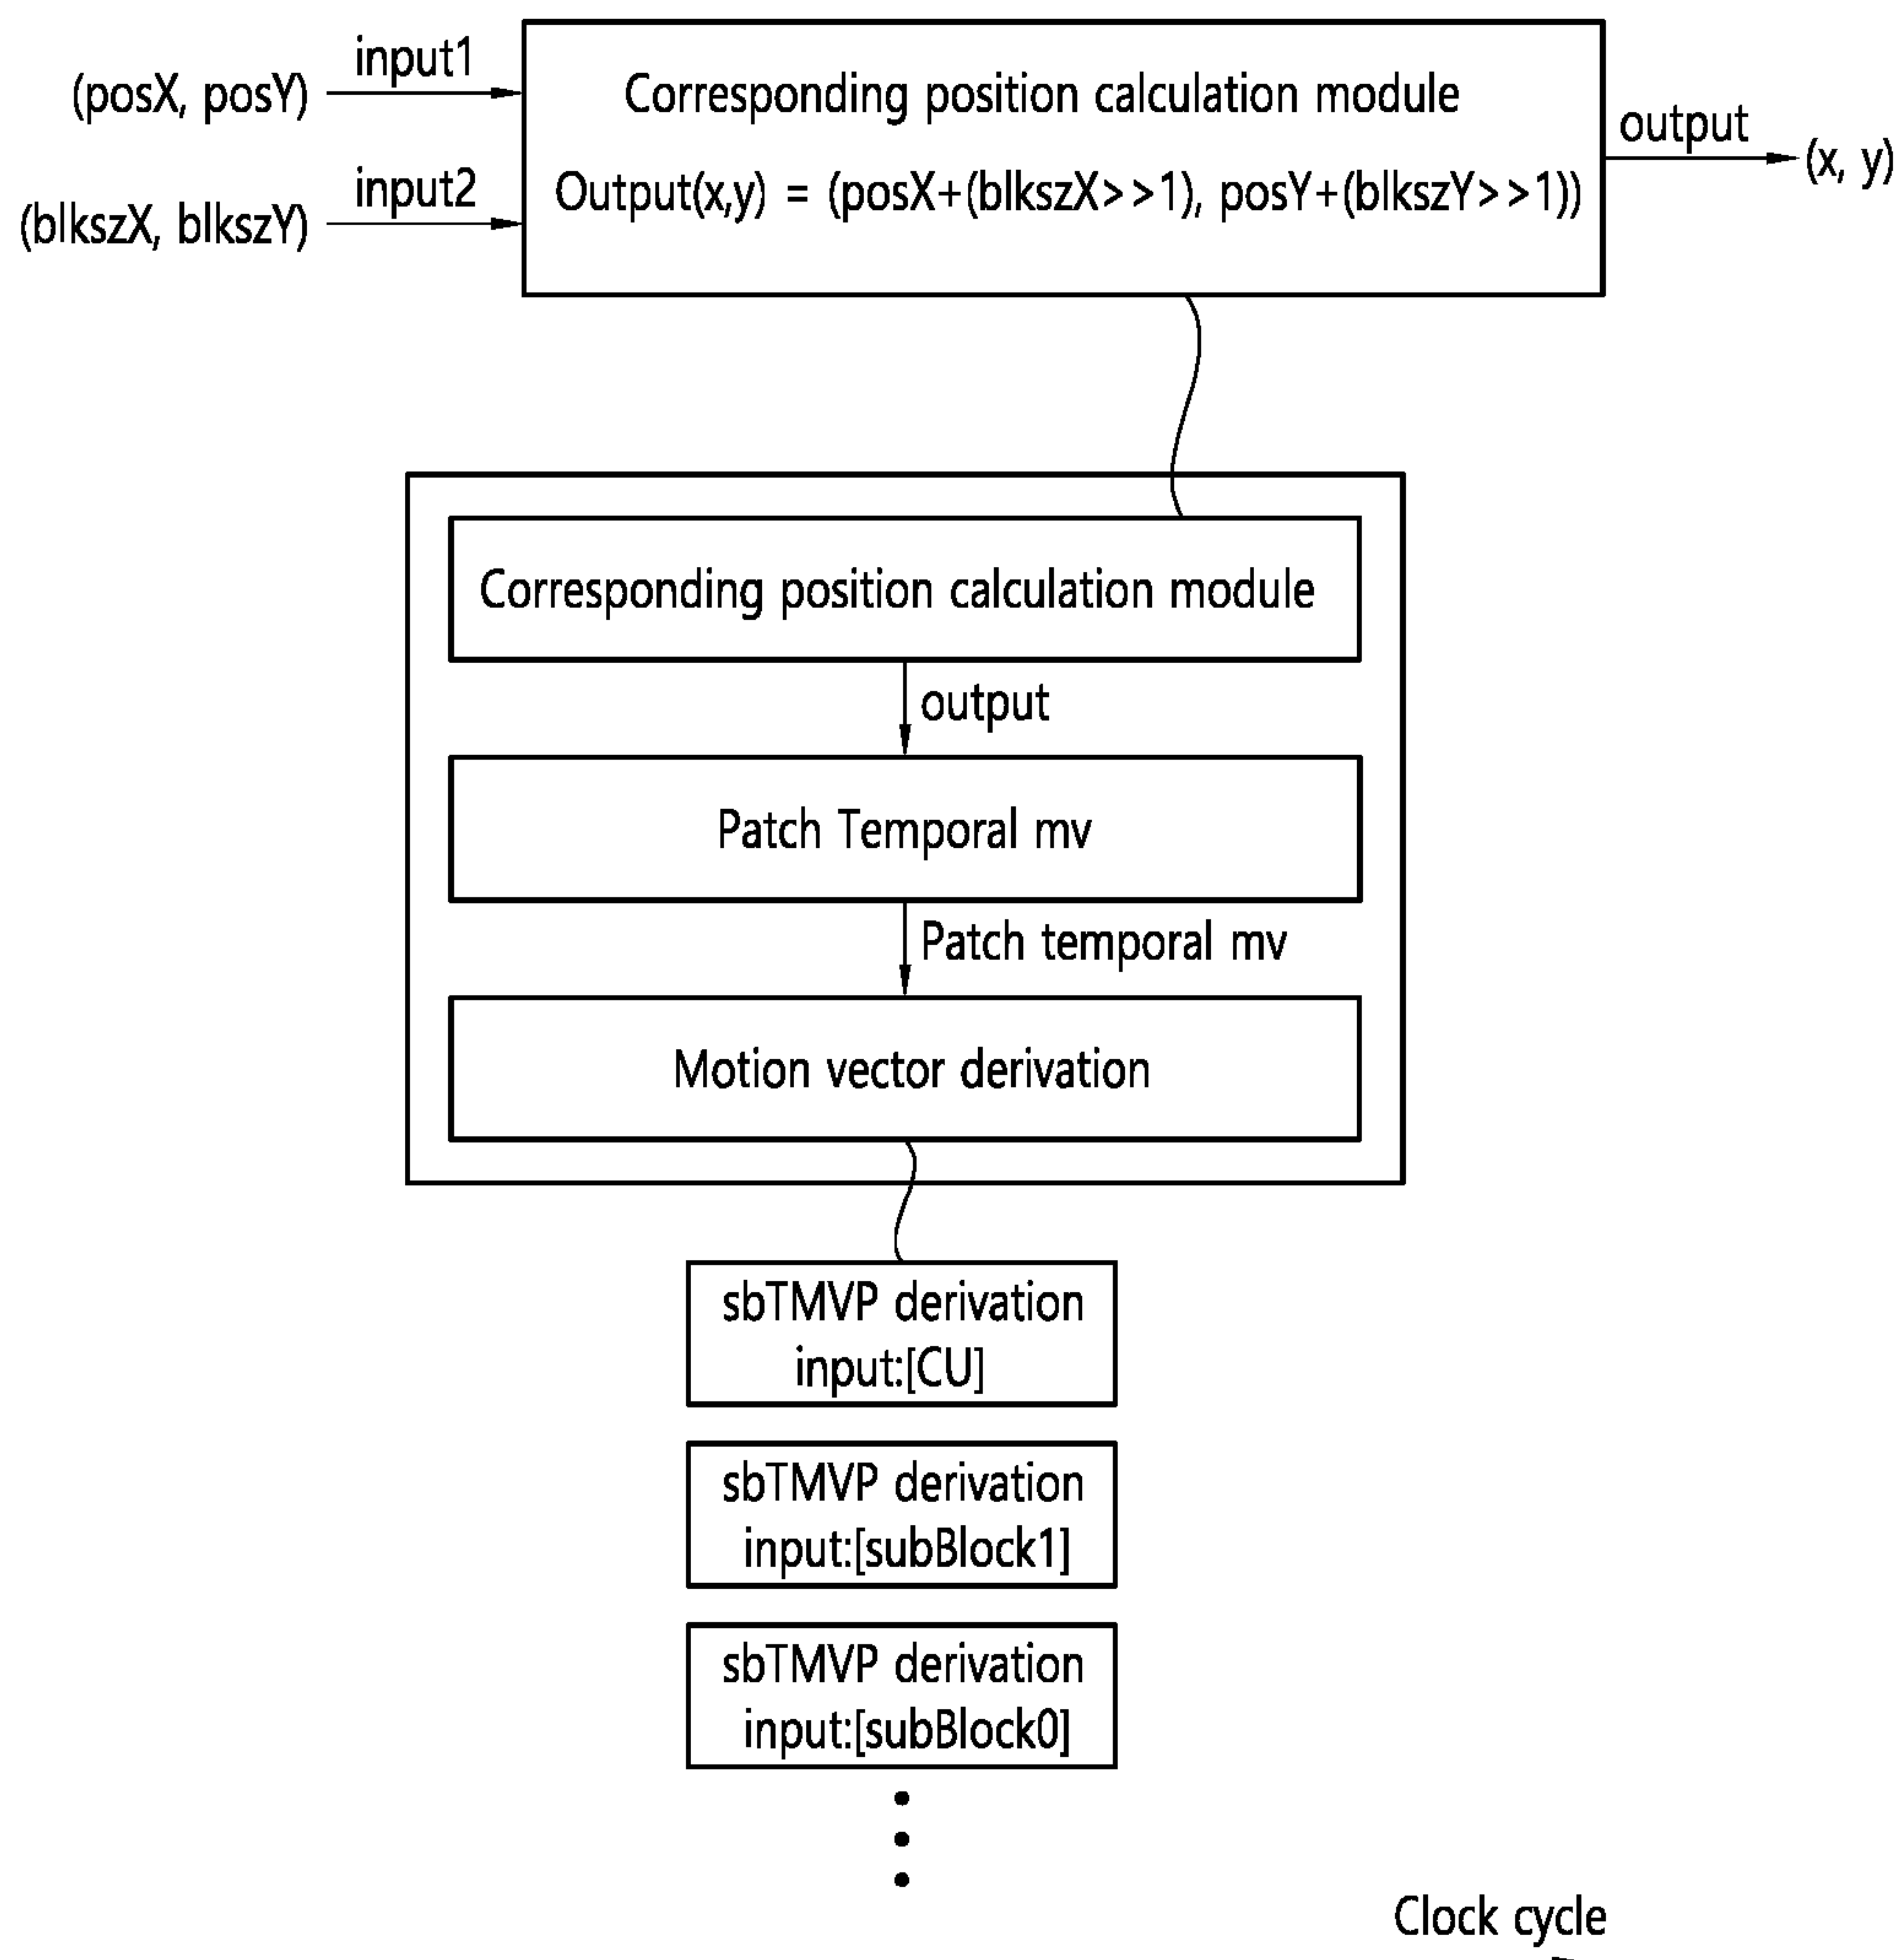 input1
(posX, posY)
Corresponding position calculation module
output
(x, y)
input2
(blkszX, blkszY)
Output(x,y) = (posX+(blkszX>>1), posY+(blkszY>>1))
Corresponding position calculation module
output
Patch Temporal mv
Patch temporal mv
Motion vector derivation
sbTMVP derivation
input:[CU]
sbTMVP derivation
input:[subBlock1]
sbTMVP derivation
input:[subBlock0]
Clock cycle